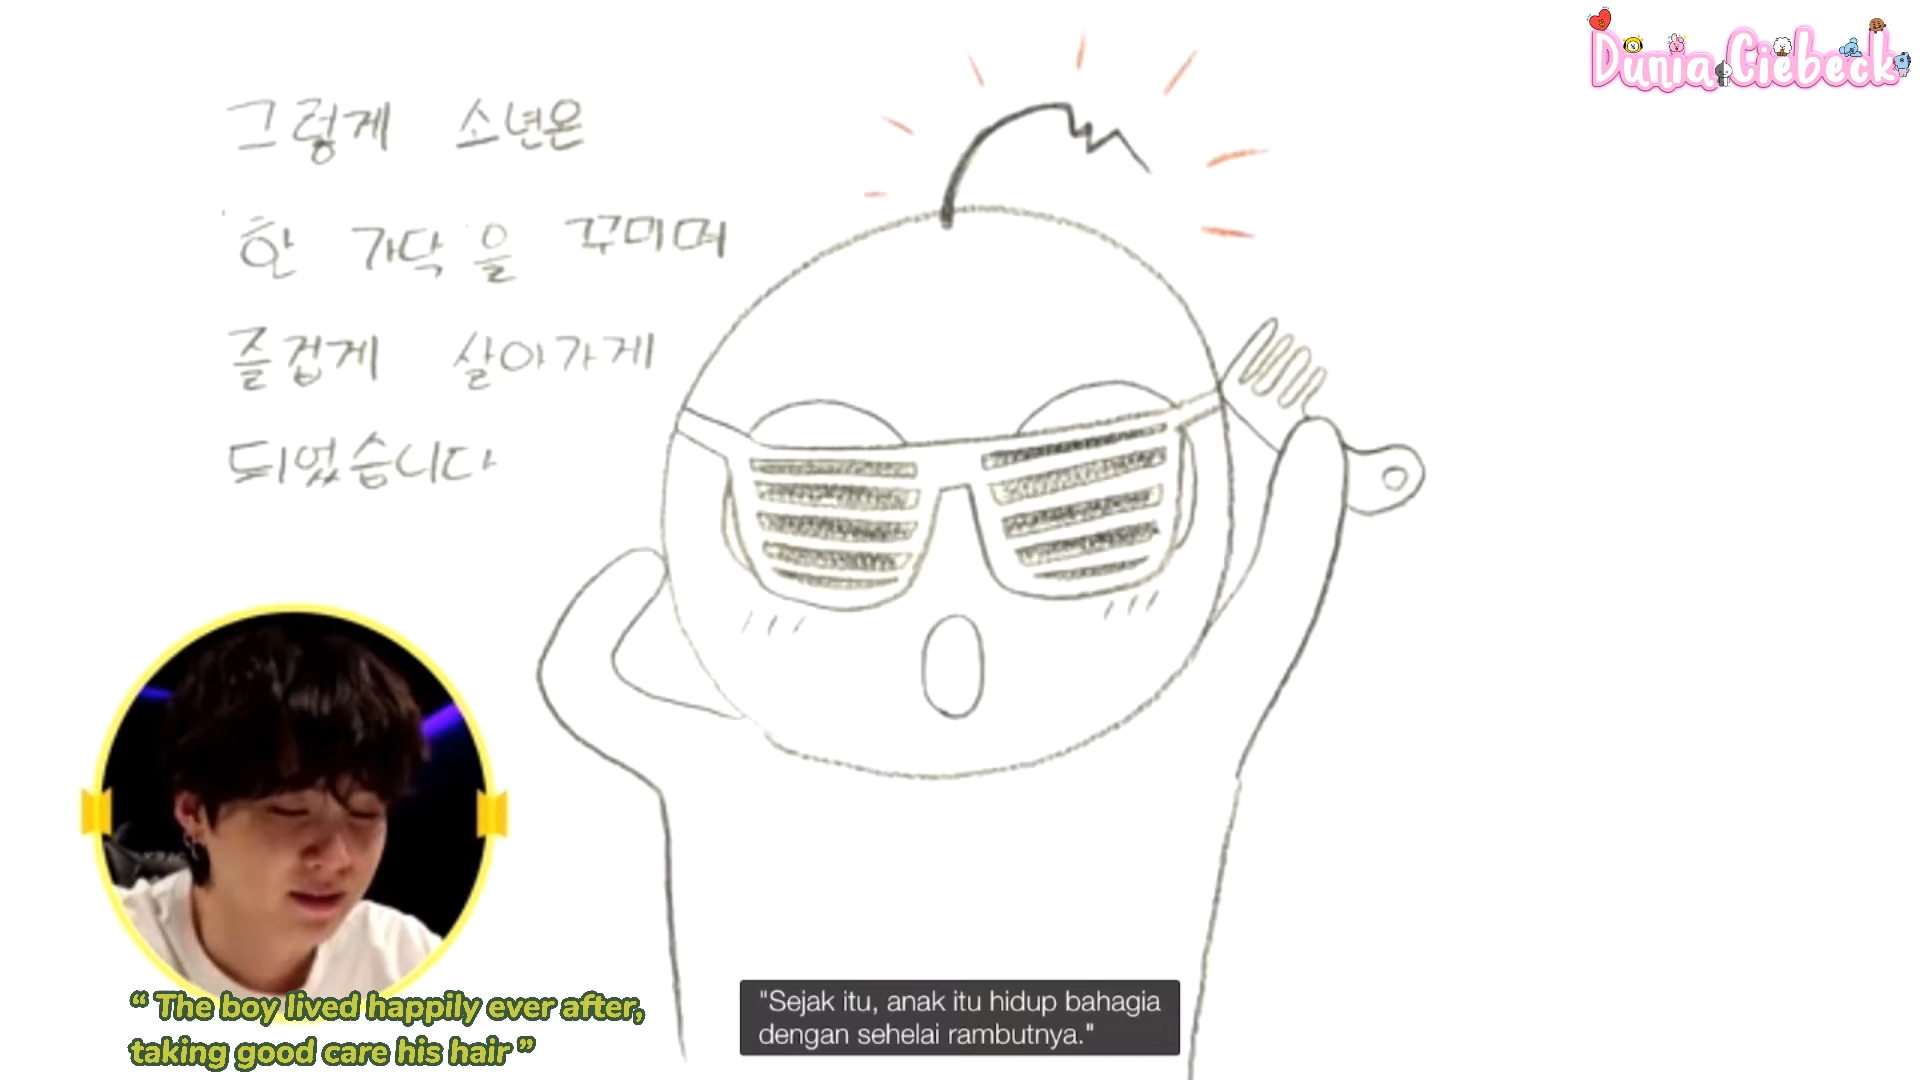 Dunia Ciebeck
그렇게 소년은
'한 가닥'을 꾸미며
즐겁게 살아가게
되었습니다
“ The boy lived happily ever after,
taking good care his hair ”
"Sejak itu, anak itu hidup bahagia
dengan sehelai rambutnya."